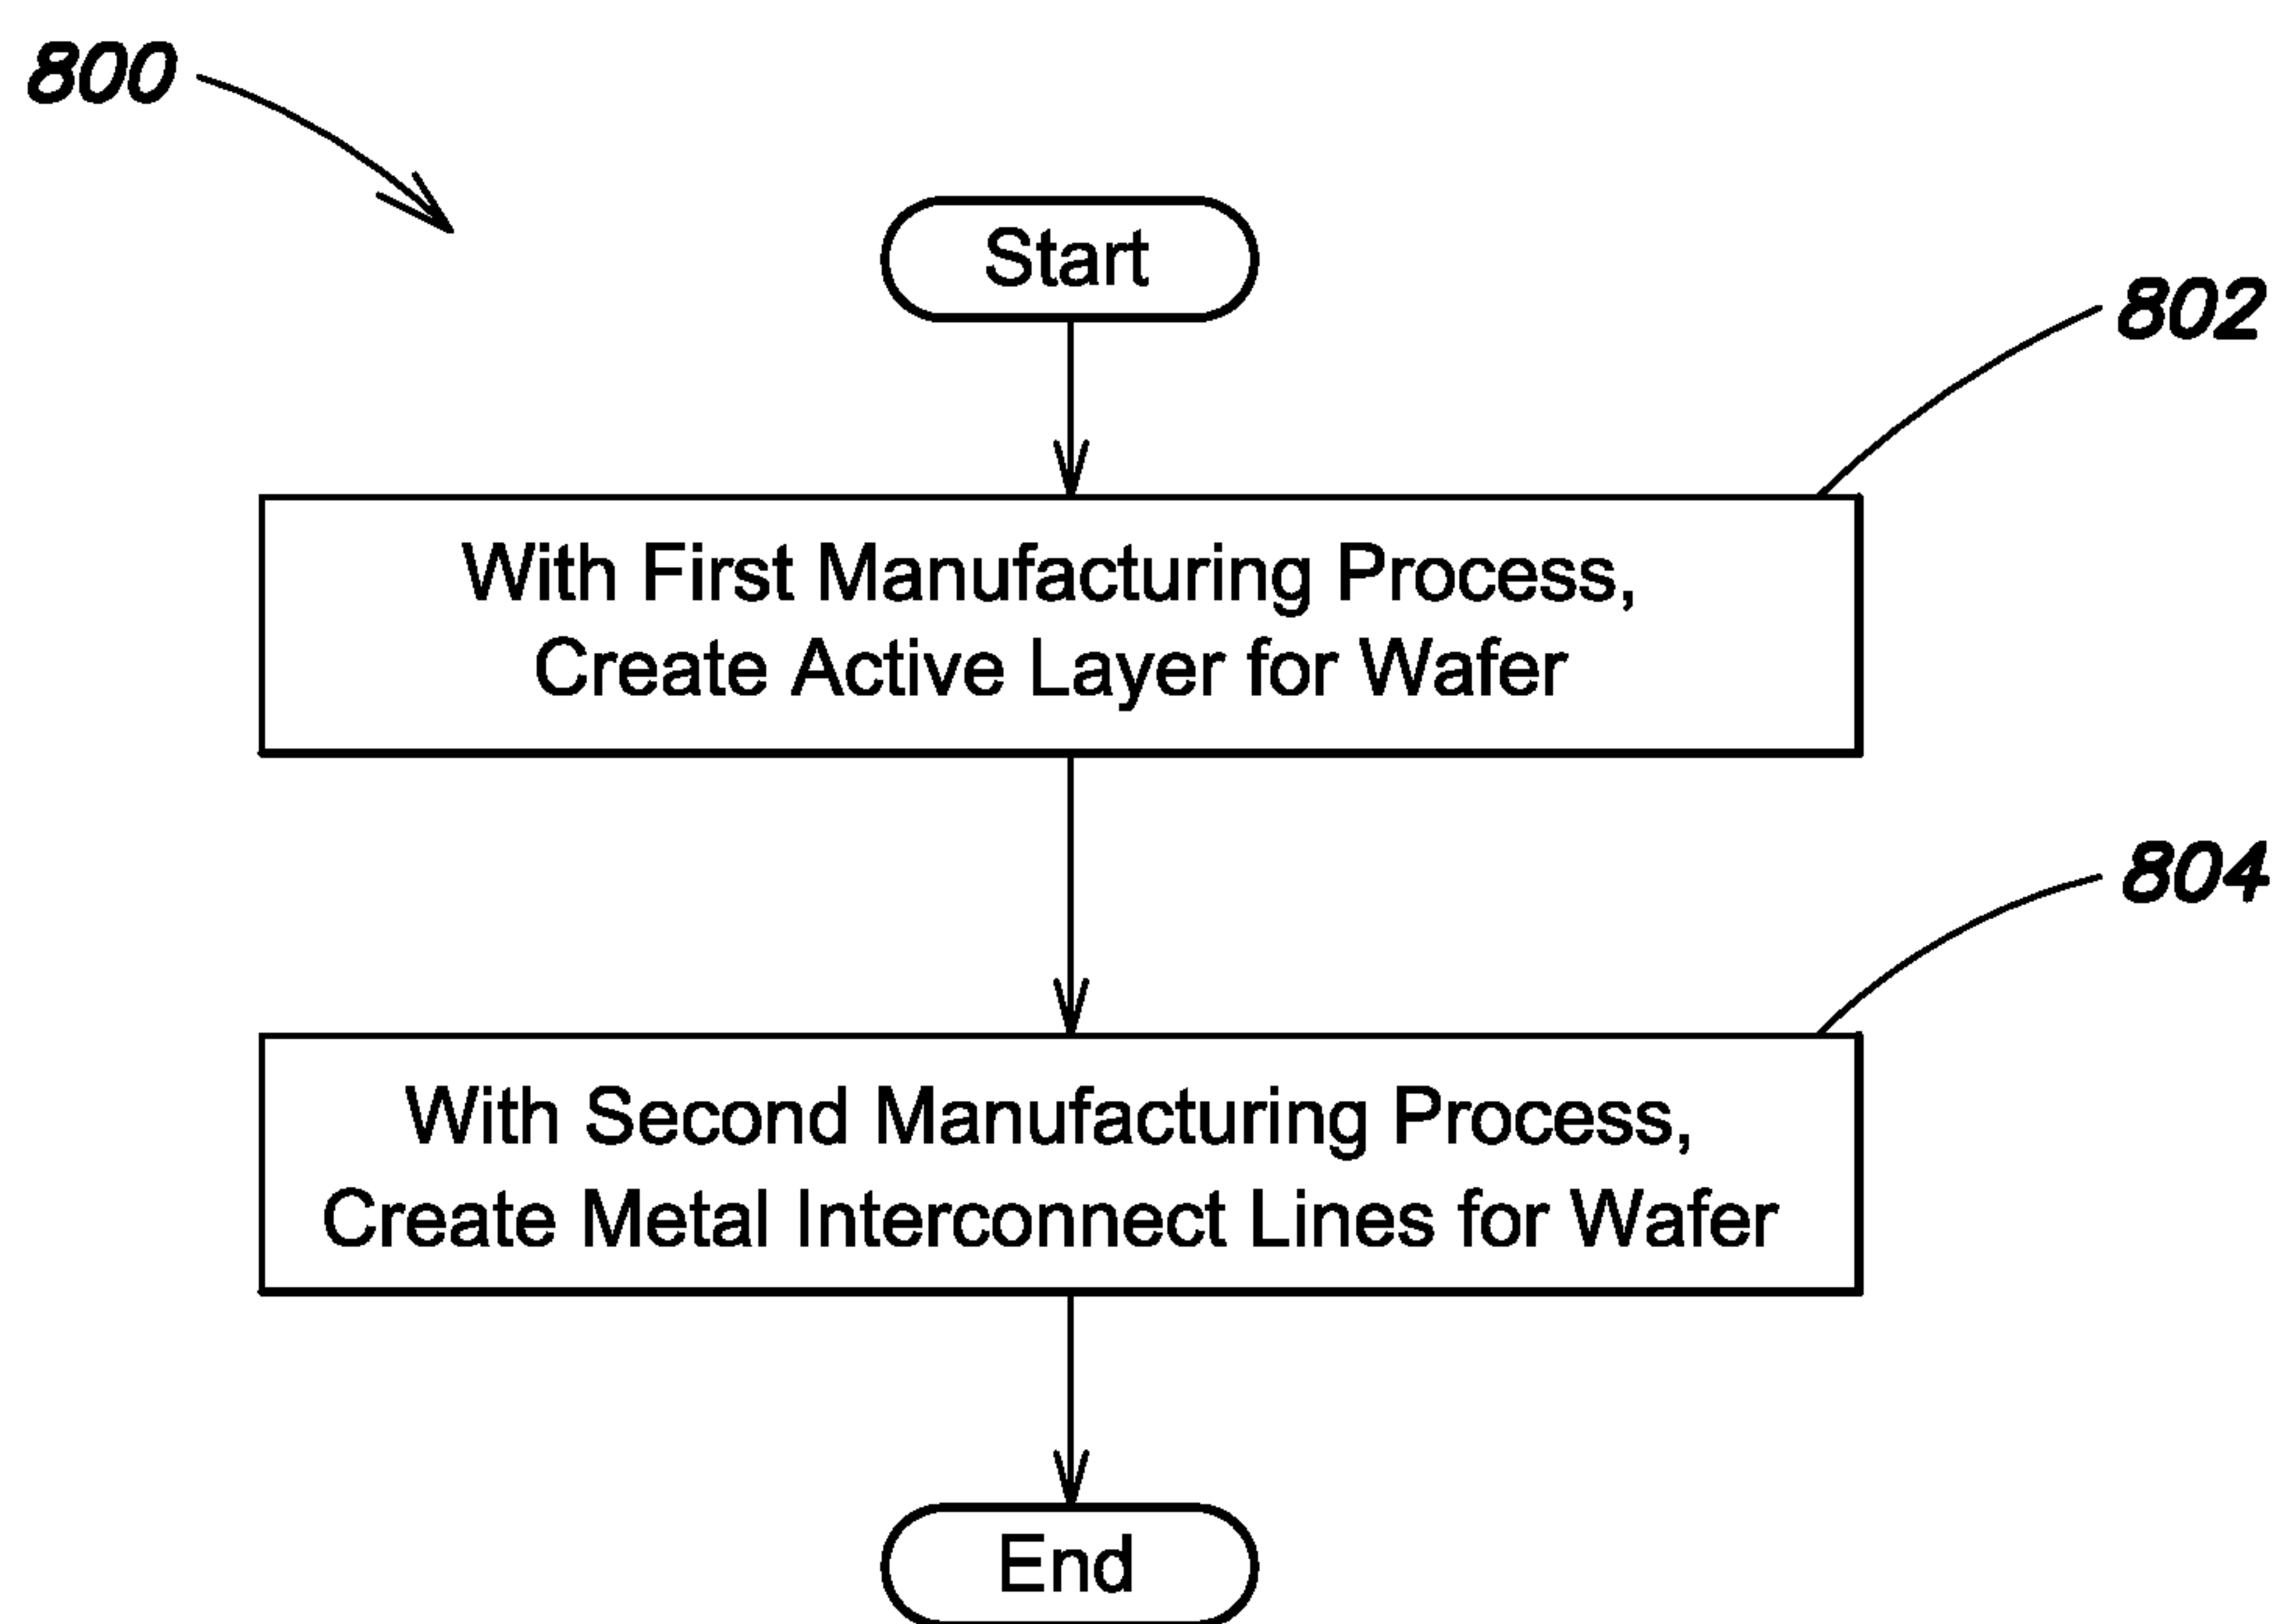 800
Start
802
With First Manufacturing Process,
Create Active Layer for Wafer
804
With Second Manufacturing Process,
Create Metal Interconnect Lines for Wafer
End